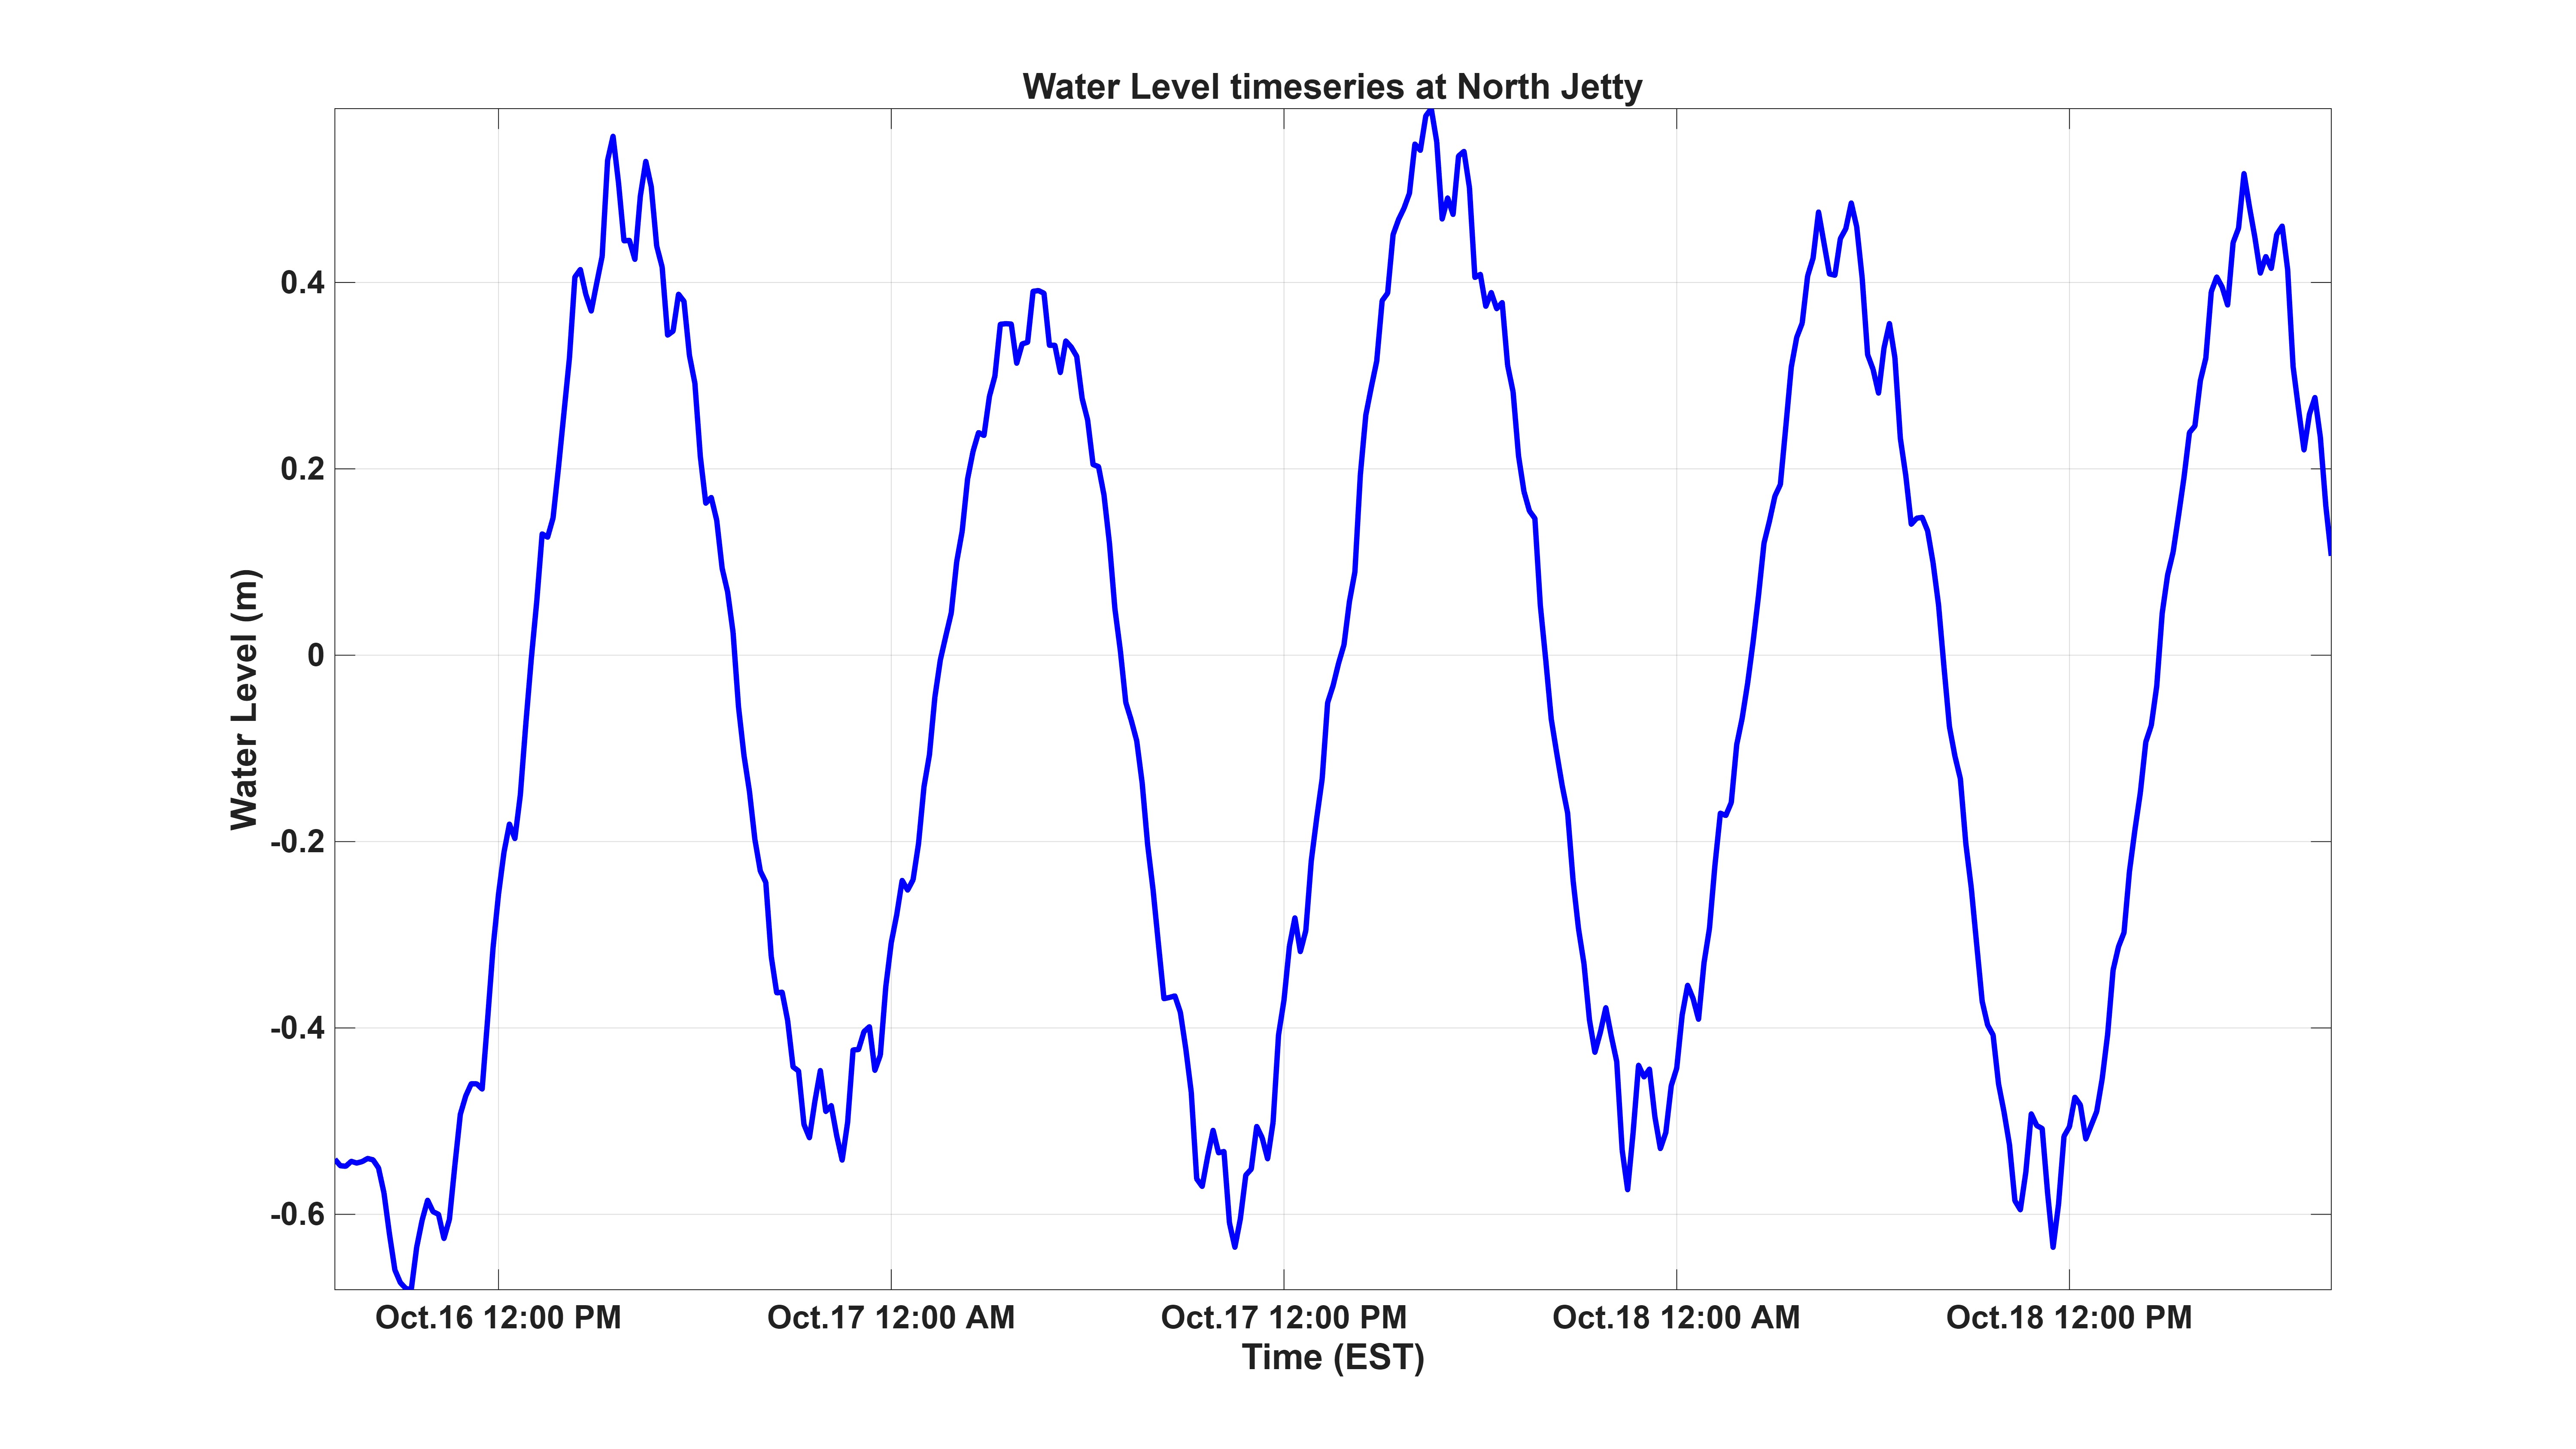 Water Level timeseries at North Jetty
0.4
0.2
0
-0.2
-0.4
-0.6
Water Level (m)
Oct.16 12:00 PM Oct.17 12:00 AM Oct.17 12:00 PM Oct.18 12:00 AM Oct.18 12:00 PM
Time (EST)